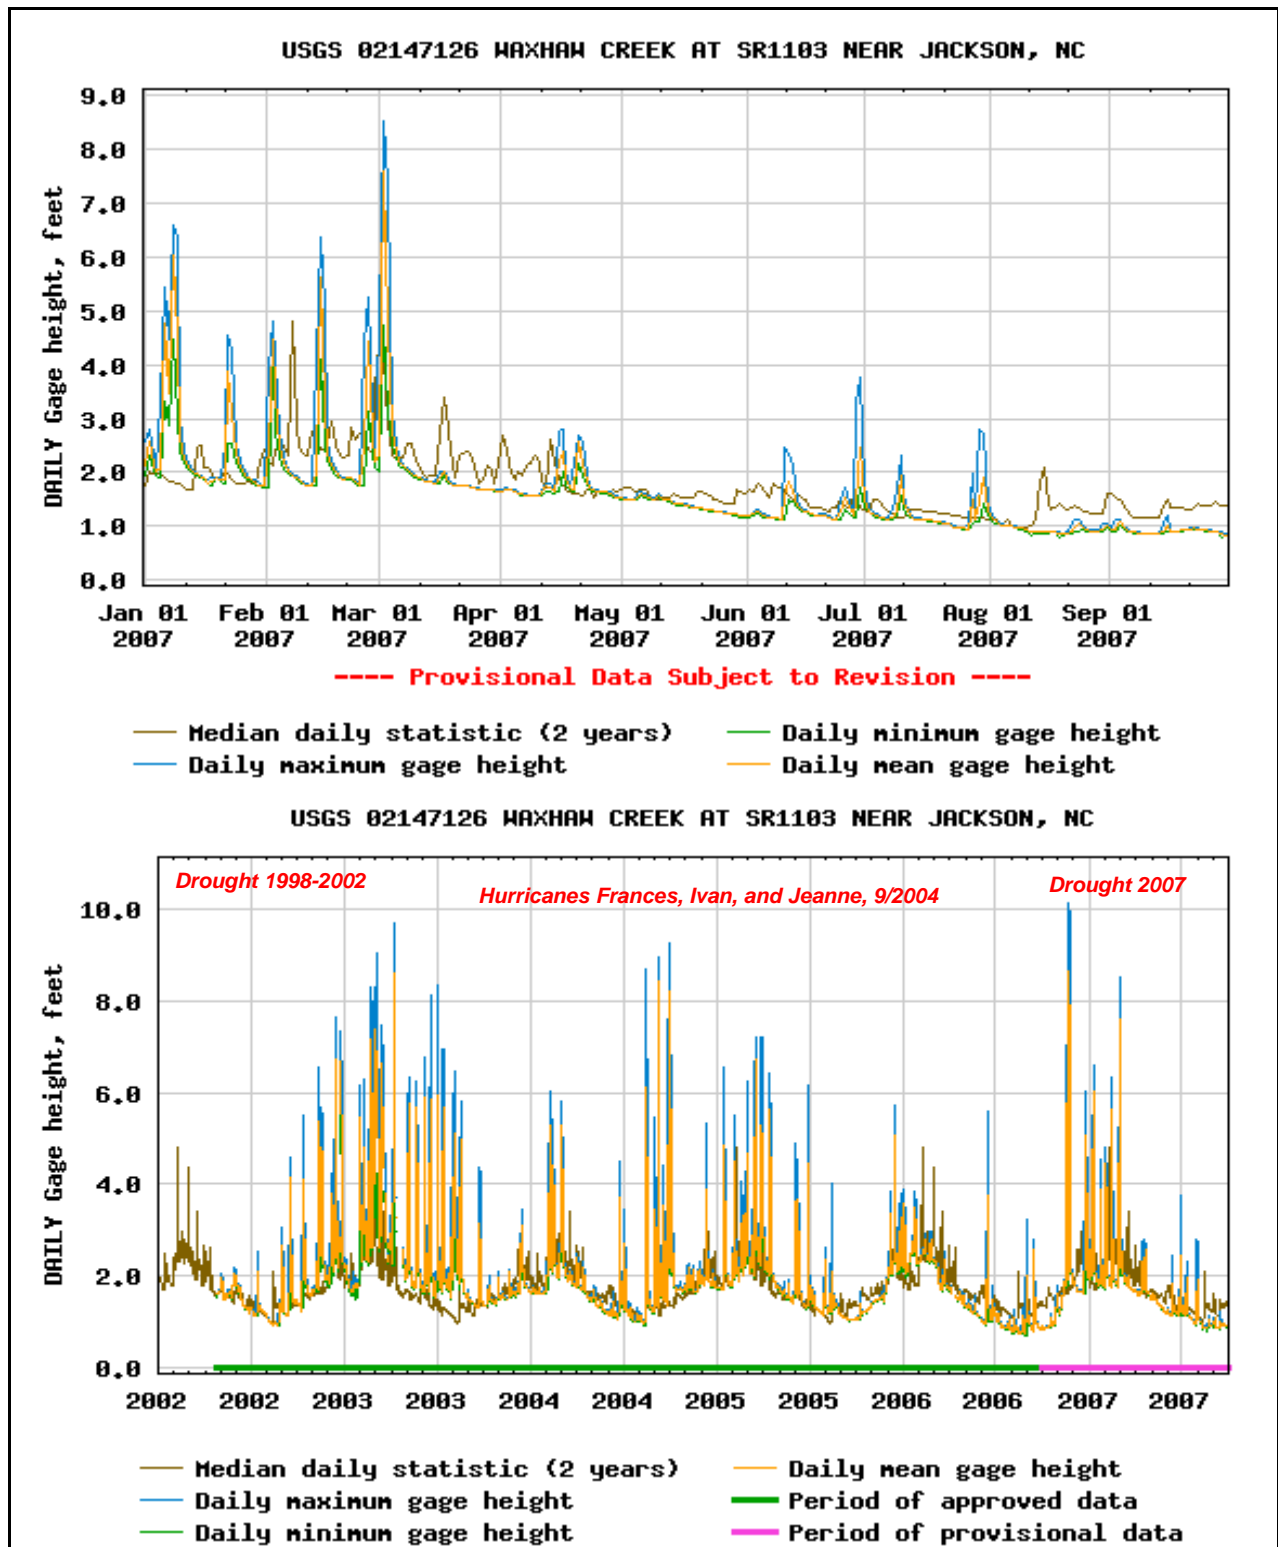 USGS 02147126 WAXHAW CREEK AT SR1103 NEAR JACKSON, NC
DAILY Gage height, feet
9.0
8.0
7.0
6.0
5.0
4.0
3.0
2.0
1.0
0.0
Jan 01 Feb 01 Mar 01 Apr 01 May 01 Jun 01 Jul 01 Aug 01 Sep 01
2007 2007 2007 2007 2007 2007 2007 2007 2007
---- Provisional Data Subject to Revision ----
Median daily statistic (2 years) Daily minimum gage height
Daily maximum gage height Daily mean gage height
USGS 02147126 WAXHAW CREEK AT SR1103 NEAR JACKSON, NC
Drought 1998-2002 Hurricanes Frances, Ivan, and Jeanne, 9/2004 Drought 2007
DAILY Gage height, feet
10.0
8.0
6.0
4.0
2.0
0.0
2002 2002 2003 2003 2004 2004 2005 2005 2006 2006 2007 2007
Median daily statistic (2 years) Daily mean gage height
Daily maximum gage height Period of approved data
Daily minimum gage height Period of provisional data